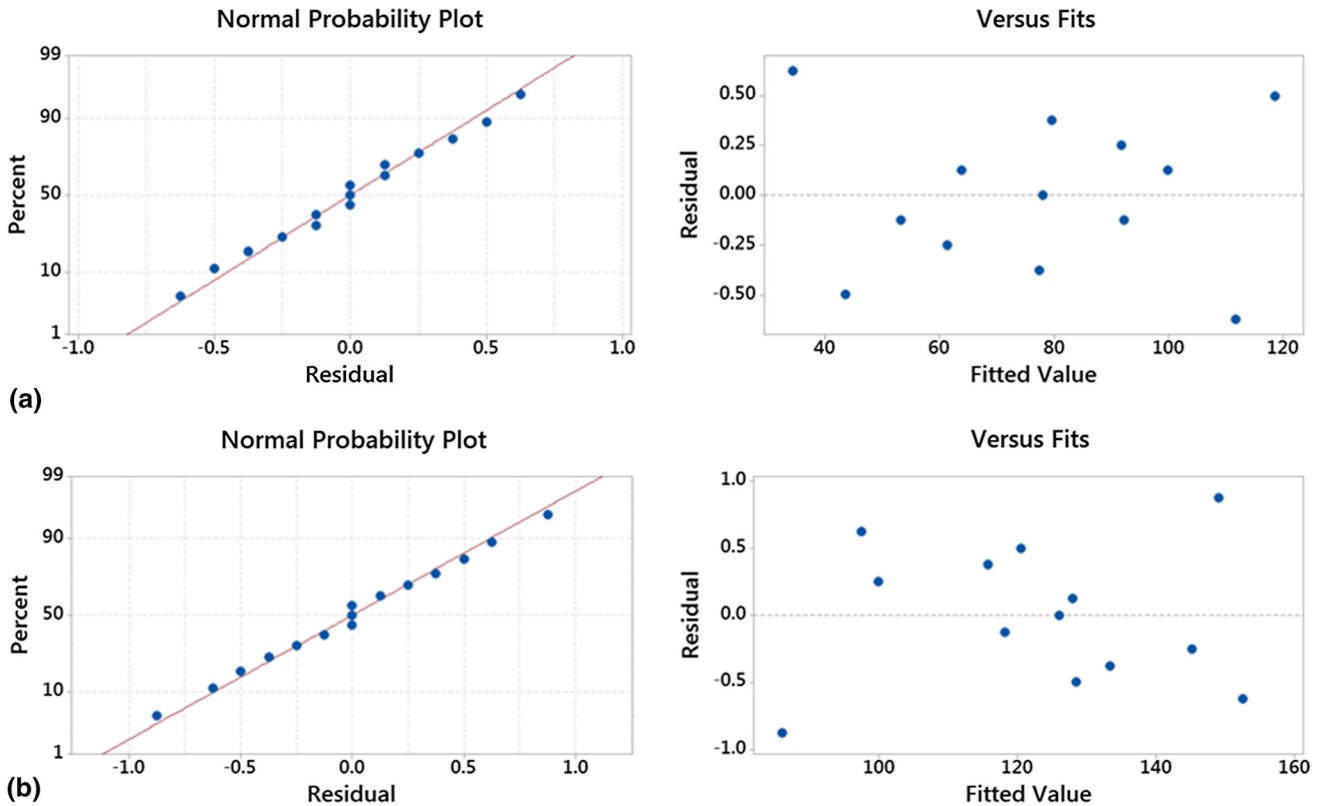 Normal Probability Plot
99
90
50
10
1
Percent
-1.0 -0.5 0.0 0.5 1.0
Residual
(a)
Versus Fits
0.50
0.25
0.00
-0.25
-0.50
Residual
40 60 80 100 120
Fitted Value
Normal Probability Plot
99
90
50
10
1
Percent
-1.0 -0.5 0.0 0.5 1.0
Residual
(b)
Versus Fits
1.0
0.5
0.0
-0.5
-1.0
Residual
100 120 140 160
Fitted Value